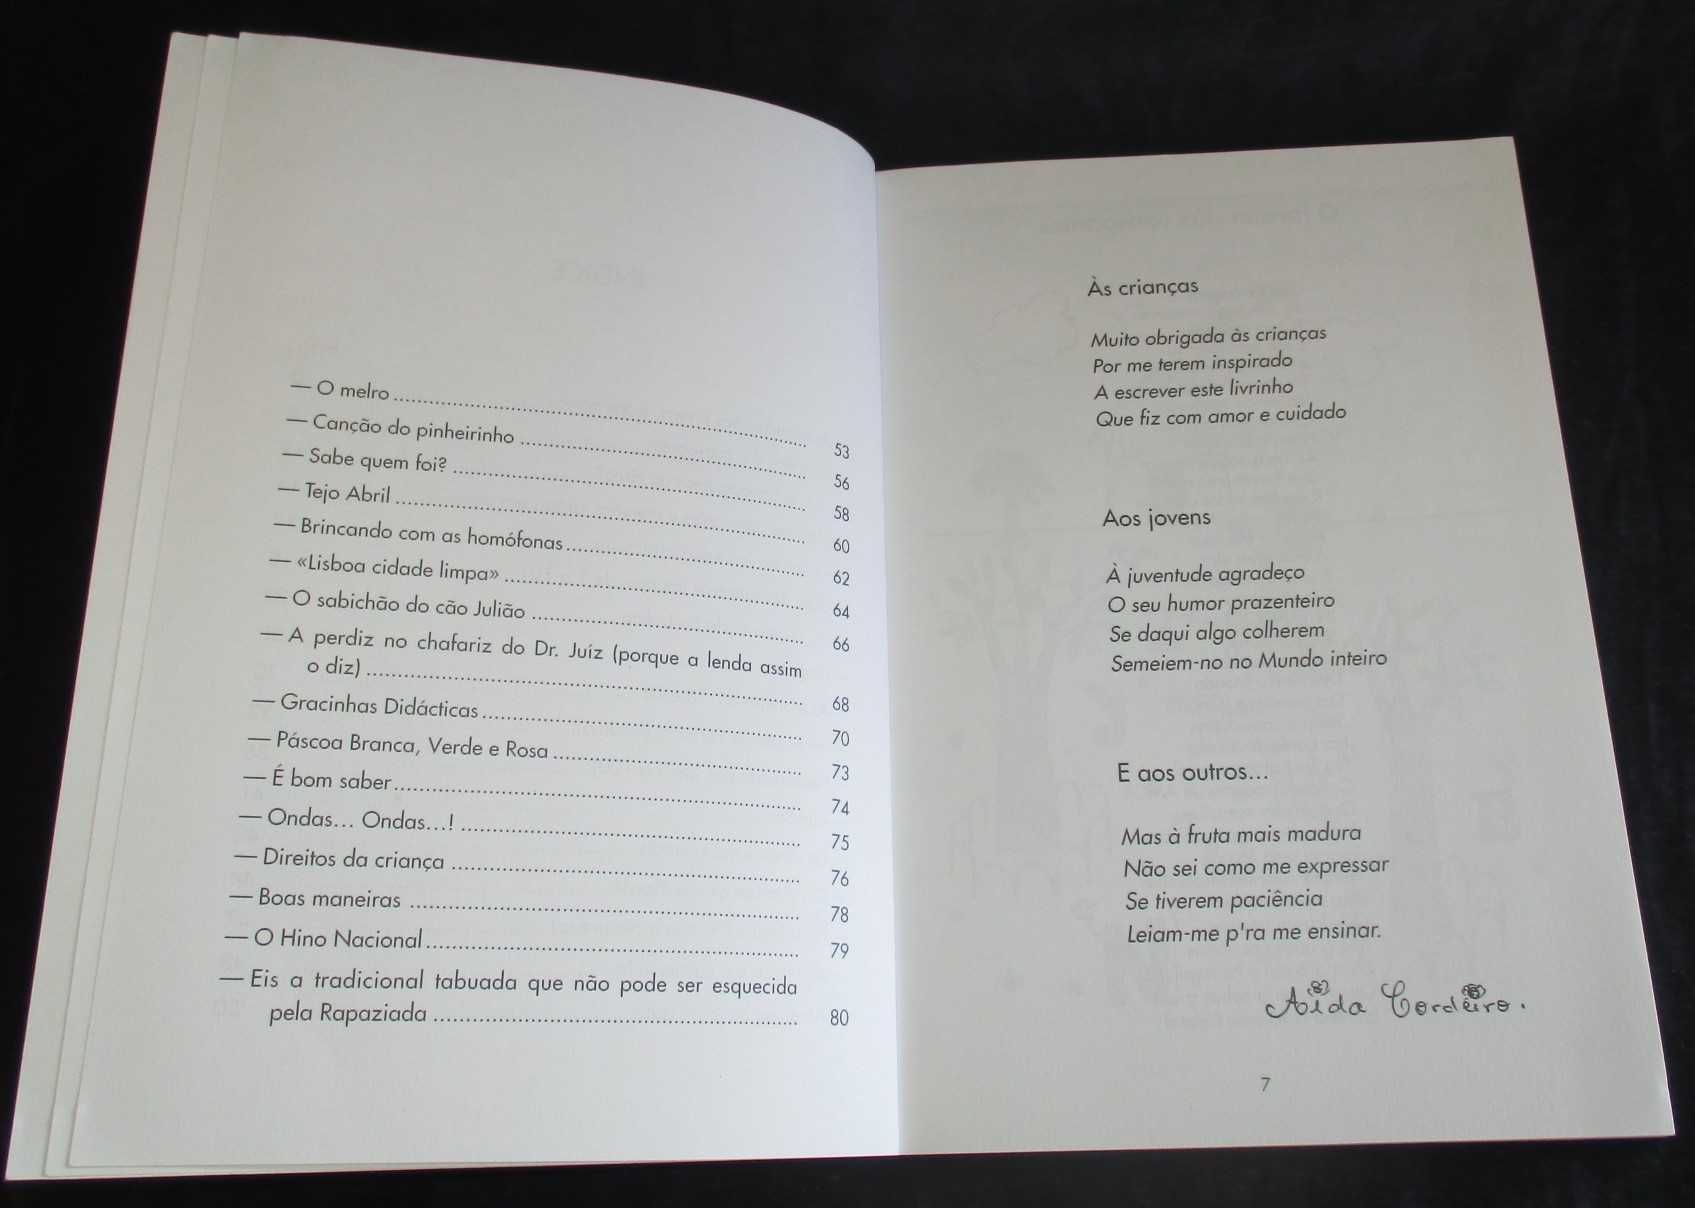 — O melro ........ 53
— Canção do pinheirinho ........ 56
— Sabe quem foi? ........ 58
— Tejo Abril ........ 60
— Brincando com as homófonas ........ 62
— «Lisboa cidade limpa» ........ 64
— O sabichão do cão Julião ........ 66
— A perdiz no chafariz do Dr. Juíz (porque a lenda assim
o diz) ........ 68
— Gracinhas Didácticas ........ 70
— Páscoa Branca, Verde e Rosa ........ 73
— É bom saber ........ 74
— Ondas... Ondas...! ........ 75
— Direitos da criança ........ 76
— Boas maneiras ........ 78
— O Hino Nacional ........ 79
— Eis a tradicional tabuada que não pode ser esquecida
pela Rapaziada ........ 80
Às crianças
Muito obrigada às crianças
Por me terem inspirado
A escrever este livrinho
Que fiz com amor e cuidado
Aos jovens
À juventude agradeço
O seu humor prazenteiro
Se daqui algo colherem
Semeiem-no no Mundo inteiro
E aos outros...
Mas à fruta mais madura
Não sei como me expressar
Se tiverem paciência
Leiam-me p'ra me ensinar.
Aida Cordeiro.
7